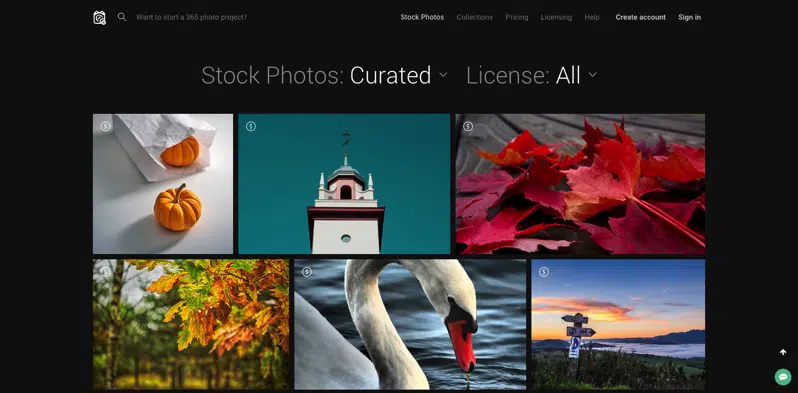 Want to start a 365 photo project?
Stock Photos
Collections
Pricing
Licensing
Help
Create account
Sign in
Stock Photos: Curated
License: All